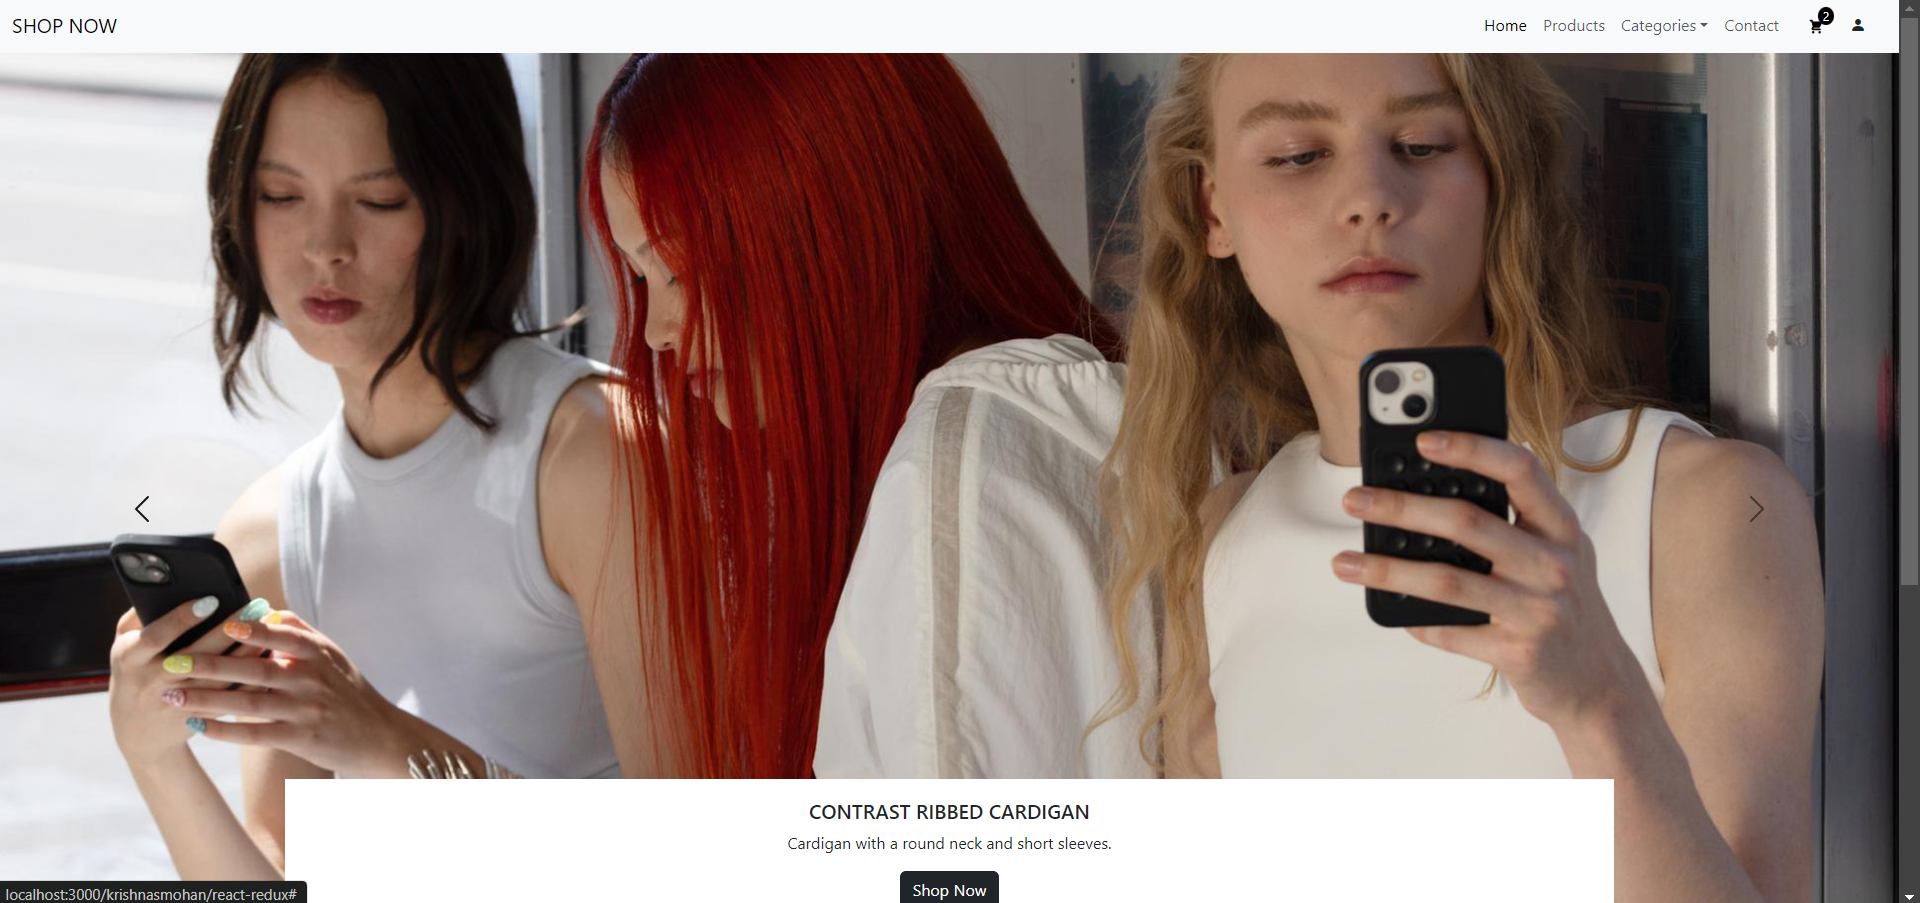 SHOP NOW
Home Products Categories Contact 2
CONTRAST RIBBED CARDIGAN
Cardigan with a round neck and short sleeves.
Shop Now
localhost:3000/krishnasmohan/react-redux#